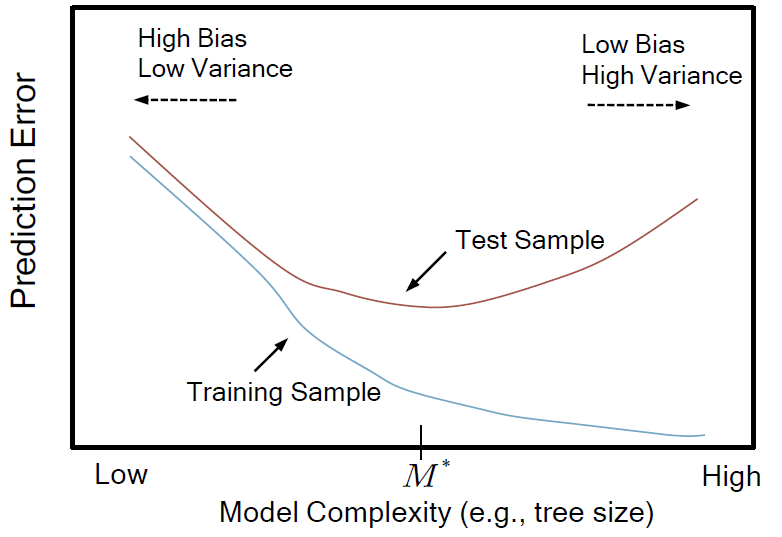 High Bias
Low Variance
Low Bias
High Variance
Prediction Error
Test Sample
Training Sample
Low
M*
High
Model Complexity (e.g., tree size)